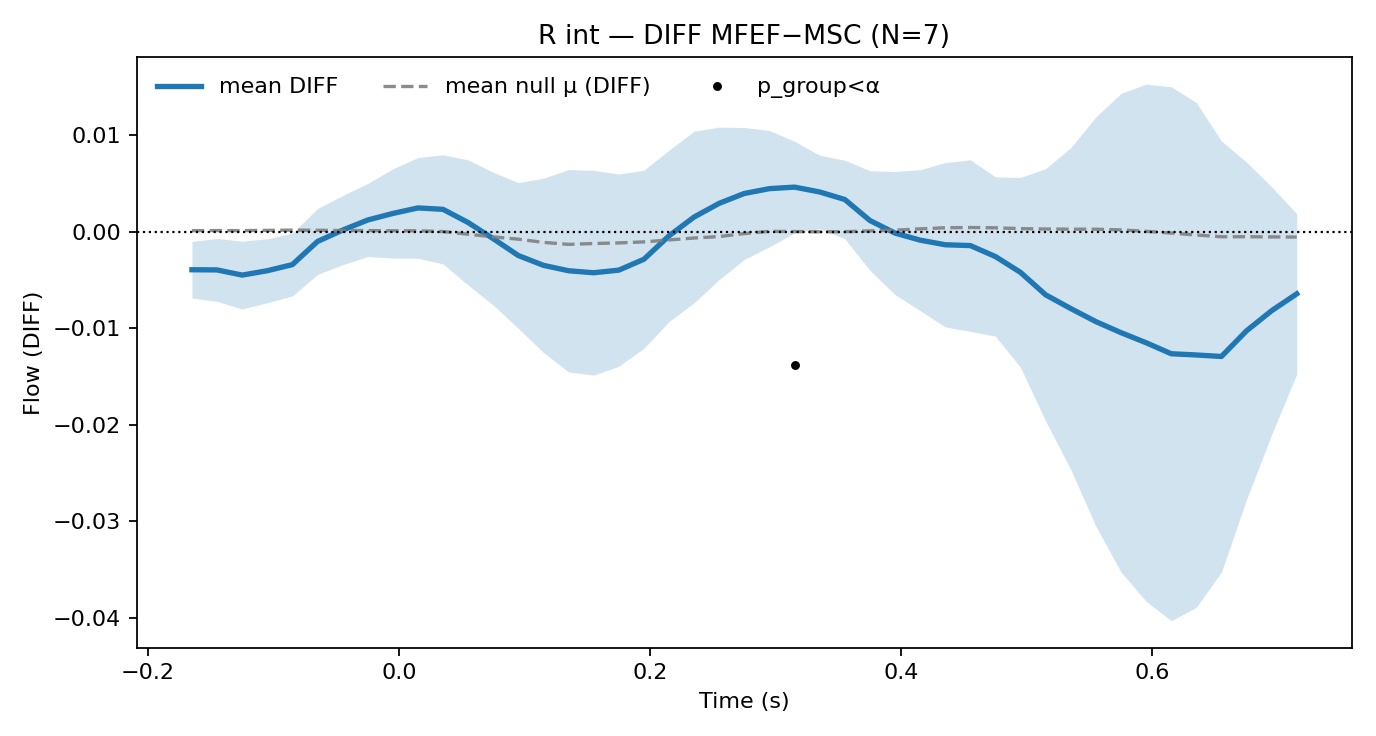 R int — DIFF MFEF−MSC (N=7)
mean DIFF
mean null μ (DIFF)
p_group<α
0.01
0.00
−0.01
−0.02
−0.03
−0.04
Flow (DIFF)
−0.2
0.0
0.2
0.4
0.6
Time (s)